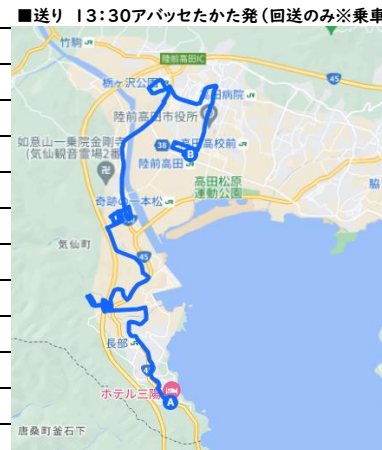 ■送り 13:30アバッセたかた発(回送のみ※乗車
竹駒
陸前高田IC
栃ヶ沢公園
45
高田病院
陸前高田市役所
如意山一乗院金剛寺
(気仙観音霊場2番
38
高田高校前
B
陸前高田
高田松原
運動公園
脇
奇跡の一本松
45
気仙町
45
長部
ホテル三陽
A
唐桑町釜石下